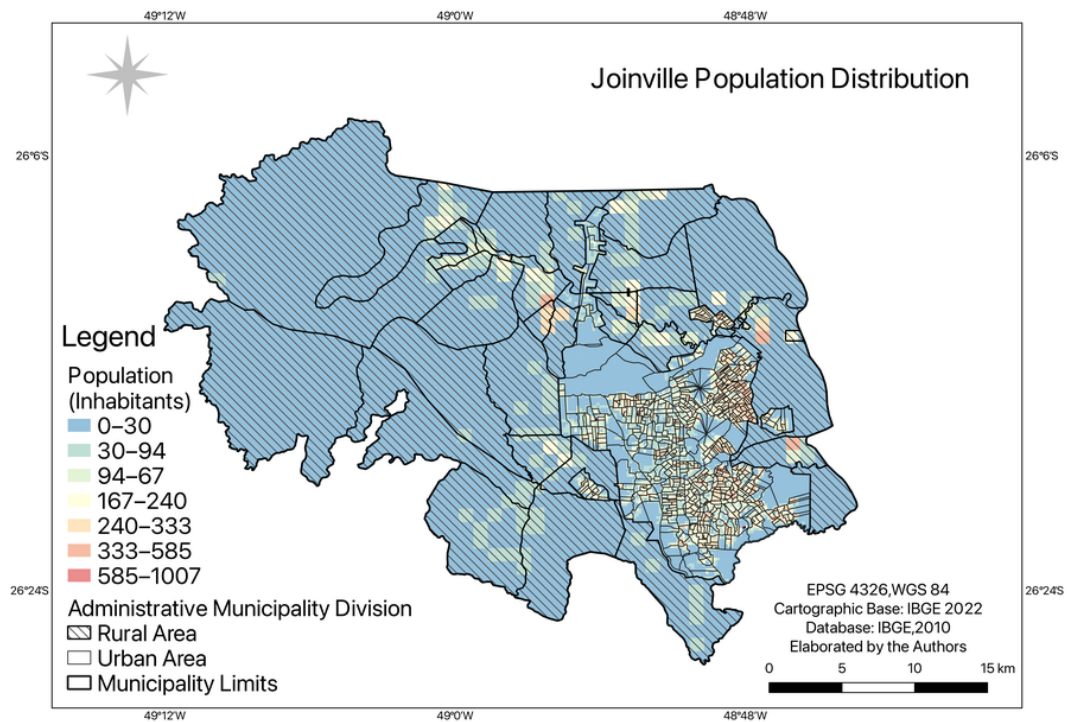 49°12'W 49°0'W 48°48'W
Joinville Population Distribution
26°6'S 26°6'S
Legend
Population
(Inhabitants)
0–30
30–94
94–67
167–240
240–333
333–585
585–1007
26°24'S 26°24'S
Administrative Municipality Division
Rural Area
Urban Area
Municipality Limits
EPSG 4326,WGS 84
Cartographic Base: IBGE 2022
Database: IBGE,2010
Elaborated by the Authors
0 5 10 15 km
49°12'W 49°0'W 48°48'W